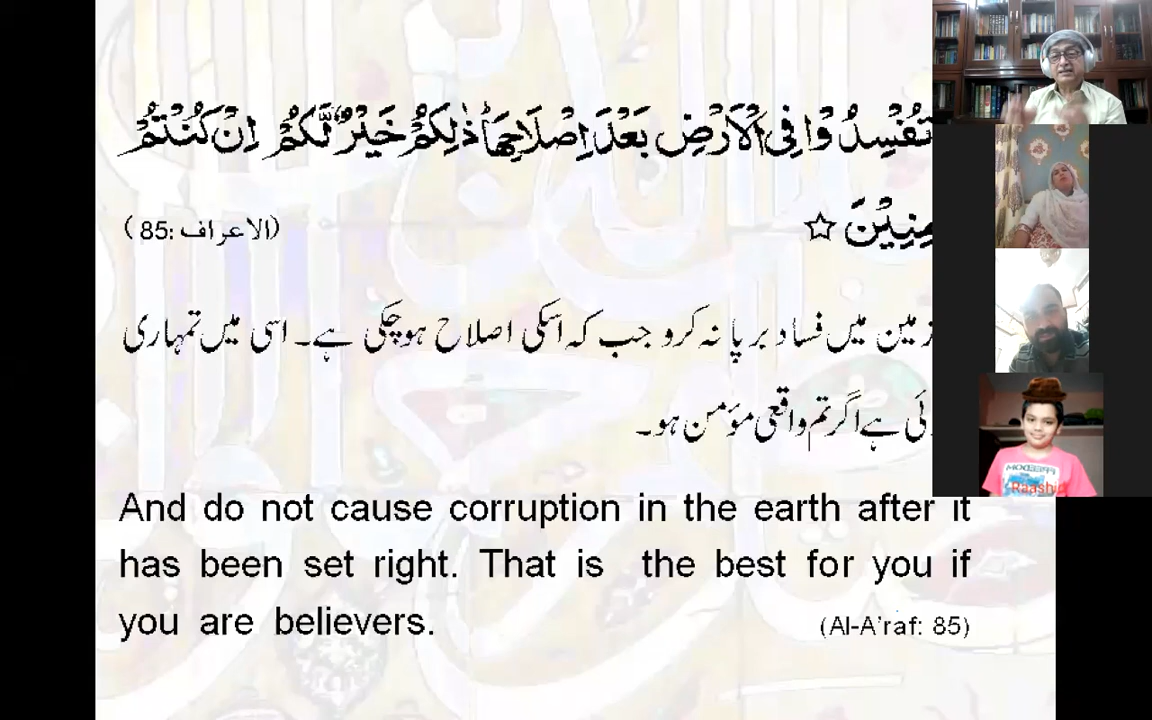 تُفْسِدُوْا فِى الْاَرْضِ بَعْدَ اِصْلَاحِهَا ؕ ذٰلِكُمْ خَيْرٌ لَّكُمْ اِنْ كُنْتُمْ
مِنِيْنَ ☆
(الاعراف: 85)
زمین میں فساد برپا نہ کرو جب کہ اسکی اصلاح ہوچکی ہے۔ اسی میں تمہاری
ئی ہے اگر تم واقعی مؤمن ہو۔
And do not cause corruption in the earth after it
has been set right. That is the best for you if
you are believers.
(Al-A'raf: 85)
Raashid